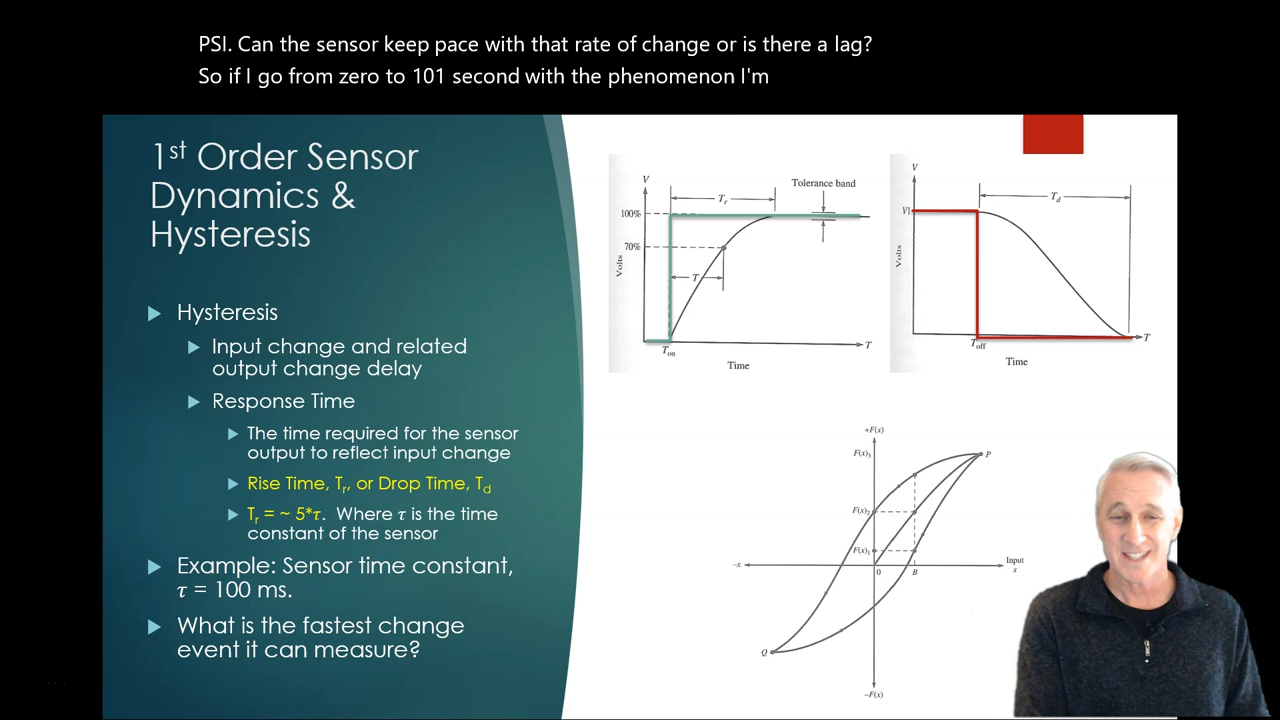 PSI. Can the sensor keep pace with that rate of change or is there a lag?
So if I go from zero to 101 second with the phenomenon I'm
1st Order Sensor
Dynamics &
Hysteresis
Hysteresis
Input change and related
output change delay
Response Time
The time required for the sensor
output to reflect input change
Rise Time, Tr, or Drop Time, Td
Tr = ~ 5*τ. Where τ is the time
constant of the sensor
Example: Sensor time constant,
τ = 100 ms.
What is the fastest change
event it can measure?
V
Tr
Tolerance band
100%
70%
T
Volts
Ton
T
Time
V
Td
V1
Volts
Toff
T
Time
+F(x)
F(x)3
P
F(x)2
F(x)1
-x
0
B
Input
x
Q
-F(x)